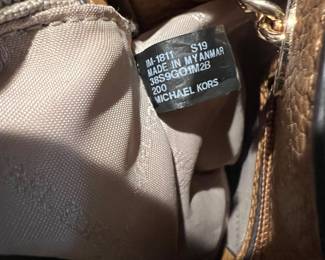 IM-1811 S19
MADE IN MYANMAR
38S9GO1M2B
200
MICHAEL KORS